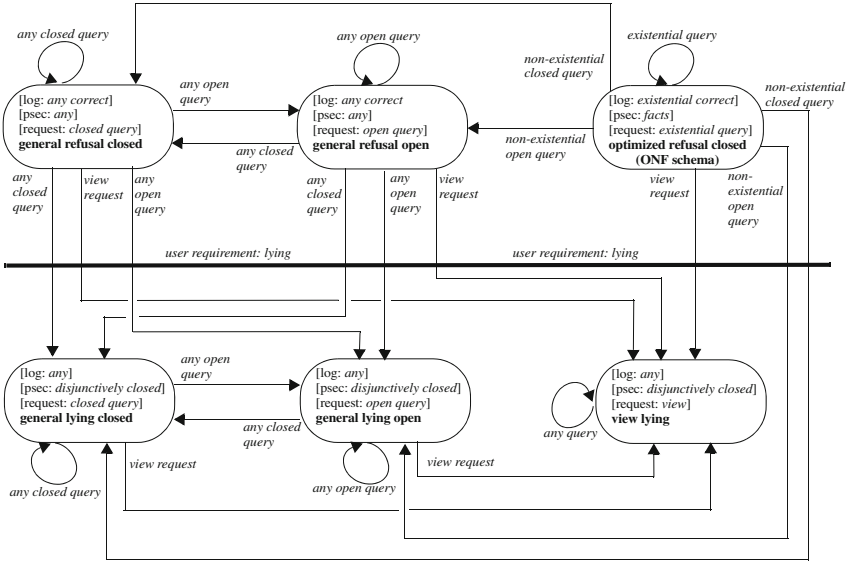 any closed query
any open query
existential query
non-existential
closed query
non-existential
closed query
[log: any correct]
[psec: any]
[request: closed query]
general refusal closed
any open
query
any closed
query
[log: any correct
[psec: any]
[request: open query]
general refusal open
non-existential
open query
[log: existential correct]
[psec: facts]
[request: existential query]
optimized refusal closed
(ONF schema)
any
closed
query
view
request
any
open
query
any
closed
query
any
open
query
view
request
view
request
non-
existential
open
query
user requirement: lying
user requirement: lying
[log: any]
[psec: disjunctively closed]
[request: closed query]
general lying closed
any open
query
any closed
query
[log: any]
[psec: disjunctively closed]
[request: open query]
general lying open
[log: any]
[psec: disjunctively closed]
[request: view]
view lying
any query
any closed query
view request
any open query
view request